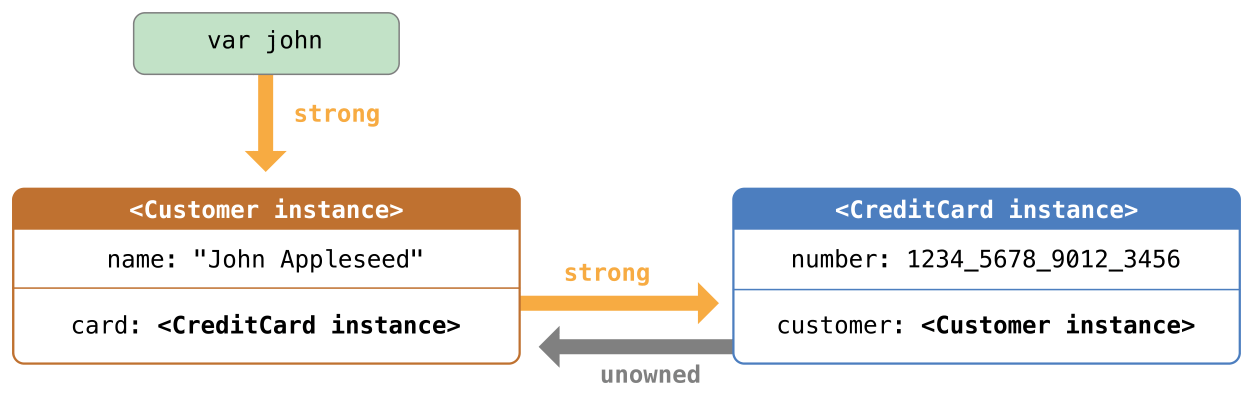 var john
strong
<Customer instance>
name: "John Appleseed"
card: <CreditCard instance>
strong
unowned
<CreditCard instance>
number: 1234_5678_9012_3456
customer: <Customer instance>